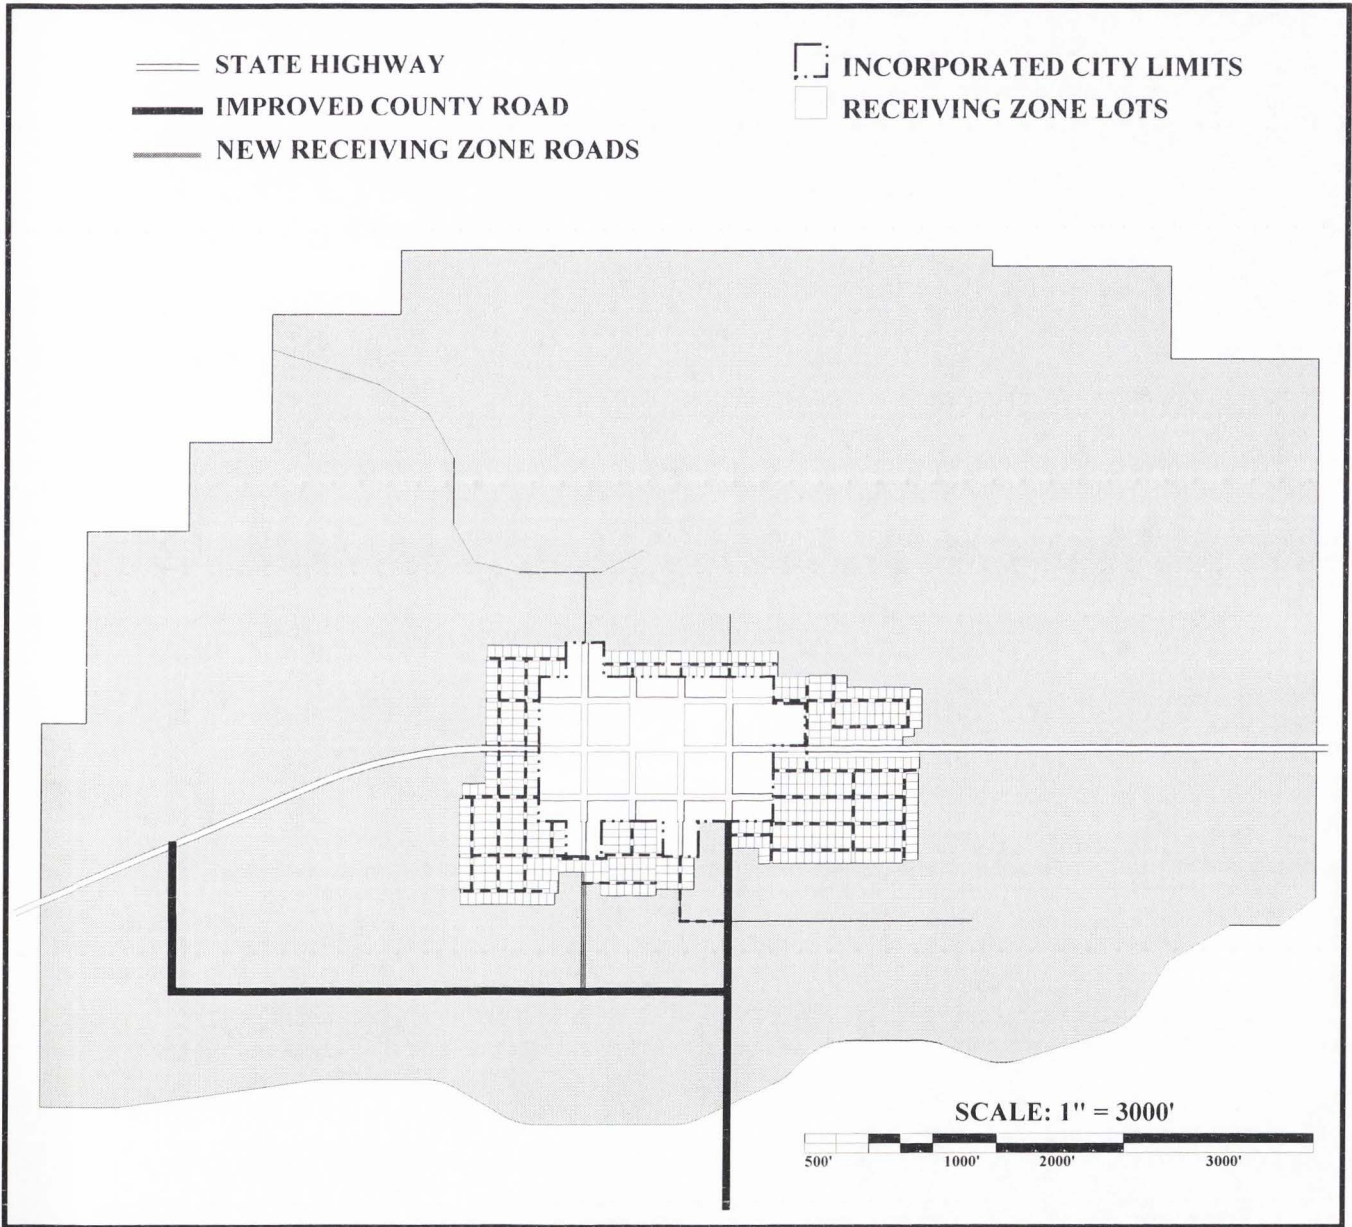 STATE HIGHWAY
IMPROVED COUNTY ROAD
NEW RECEIVING ZONE ROADS
INCORPORATED CITY LIMITS
RECEIVING ZONE LOTS
SCALE: 1" = 3000'
500' 1000' 2000' 3000'